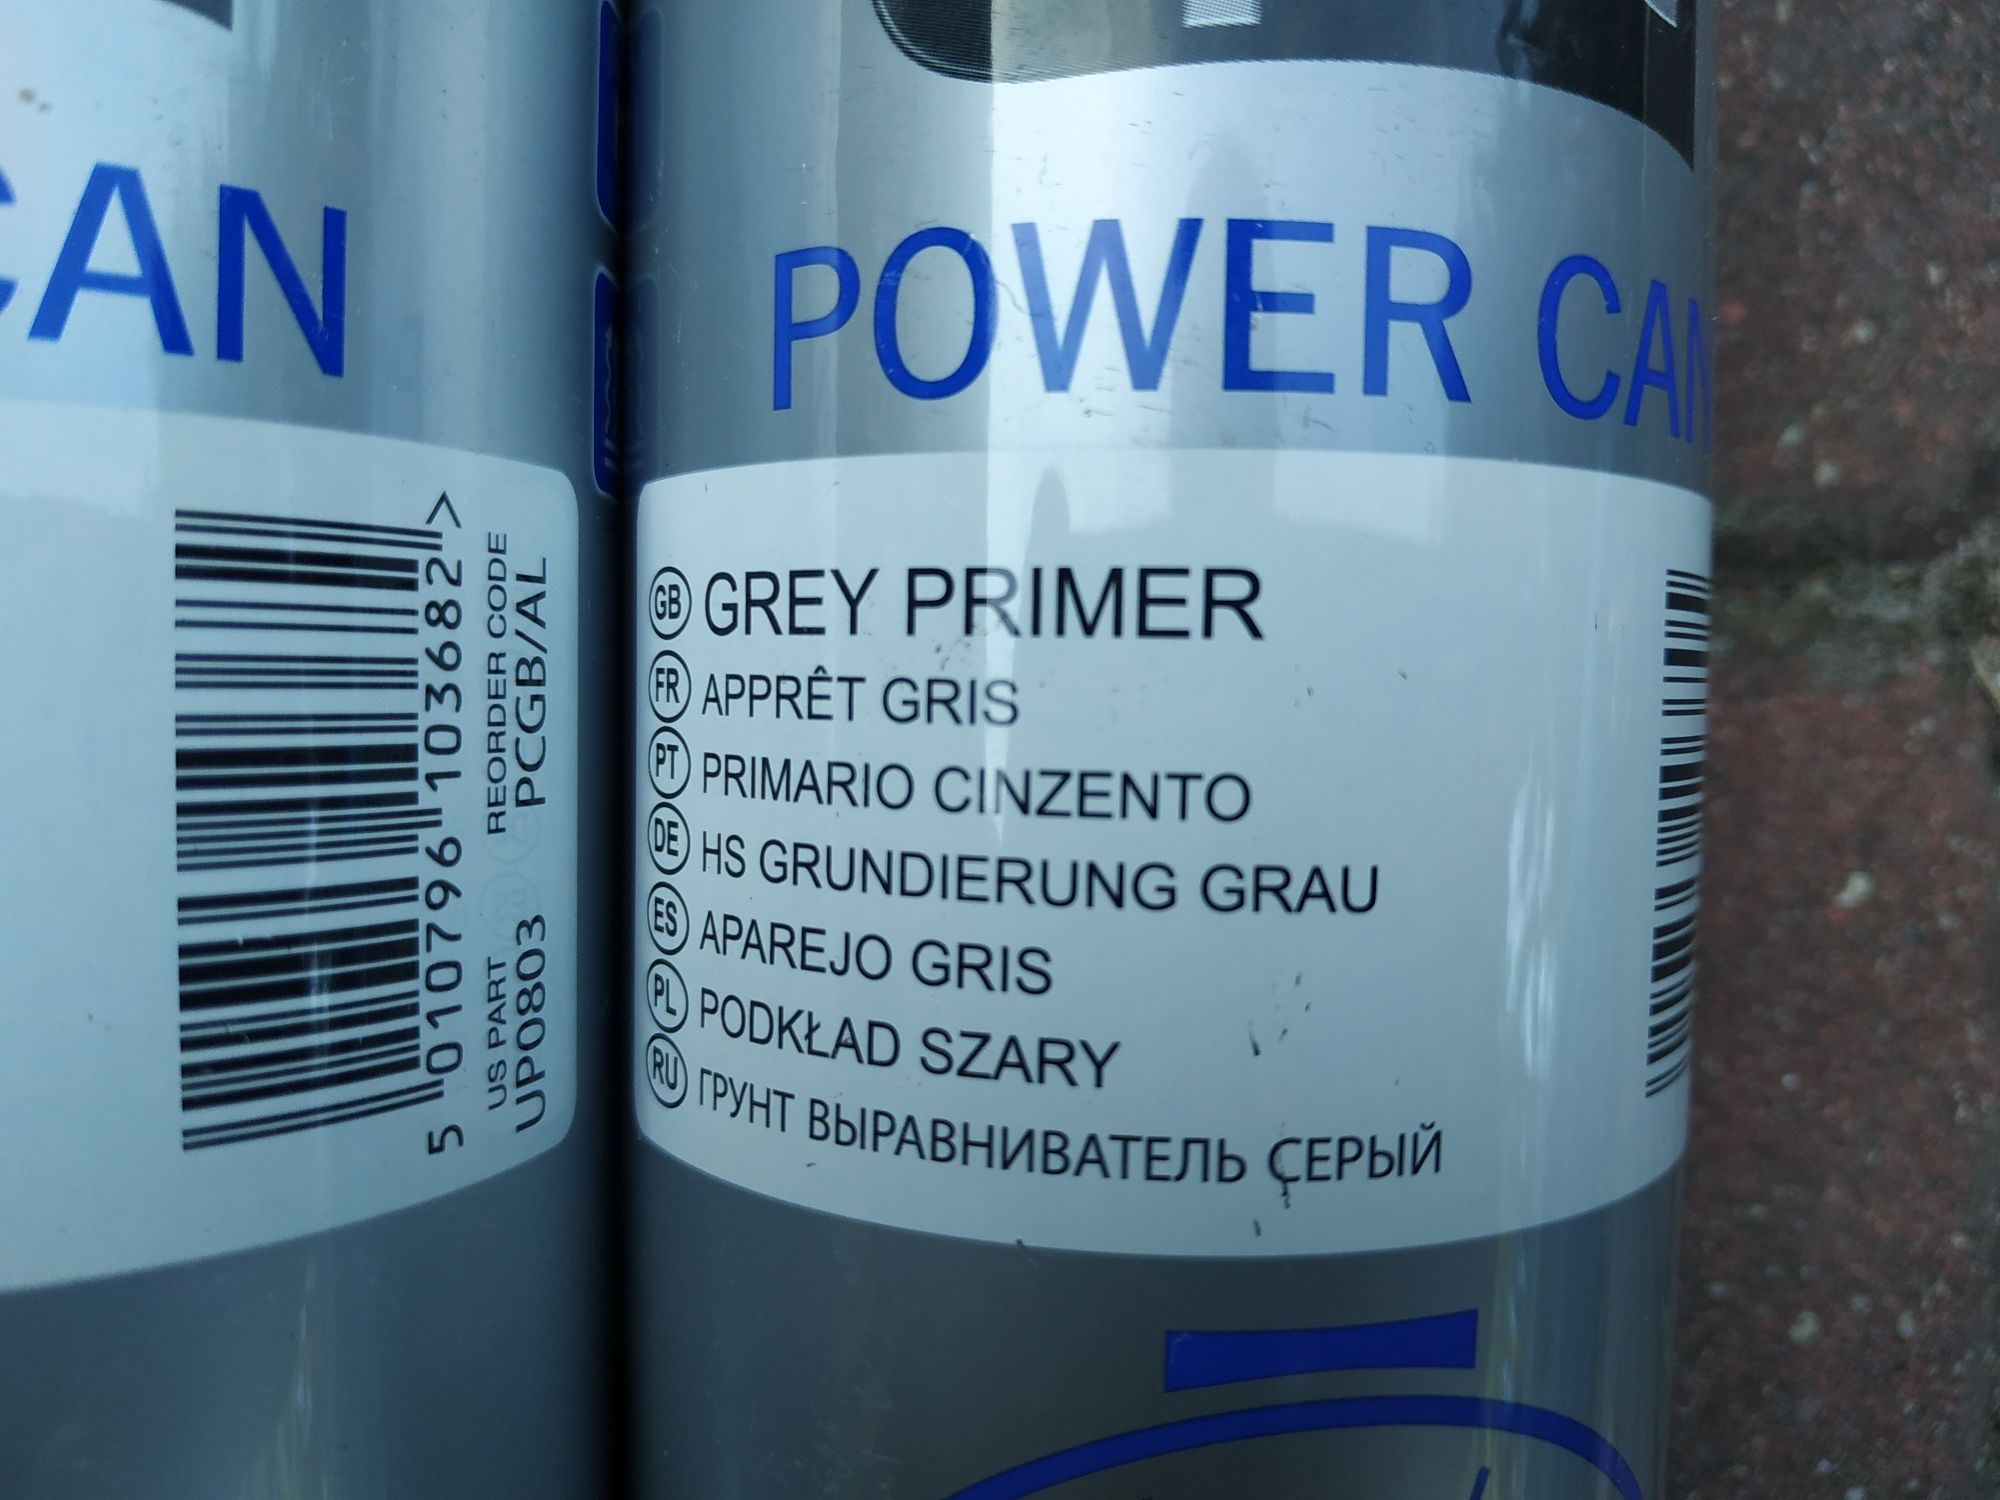 CAN
5 010796 103682 >
US PART REORDER CODE
UP0803 PCGB/AL
POWER CAN
GB GREY PRIMER
FR APPRÊT GRIS
PT PRIMARIO CINZENTO
DE HS GRUNDIERUNG GRAU
ES APAREJO GRIS
PL PODKŁAD SZARY
RU ГРУНТ ВЫРАВНИВАТЕЛЬ СЕРЫЙ